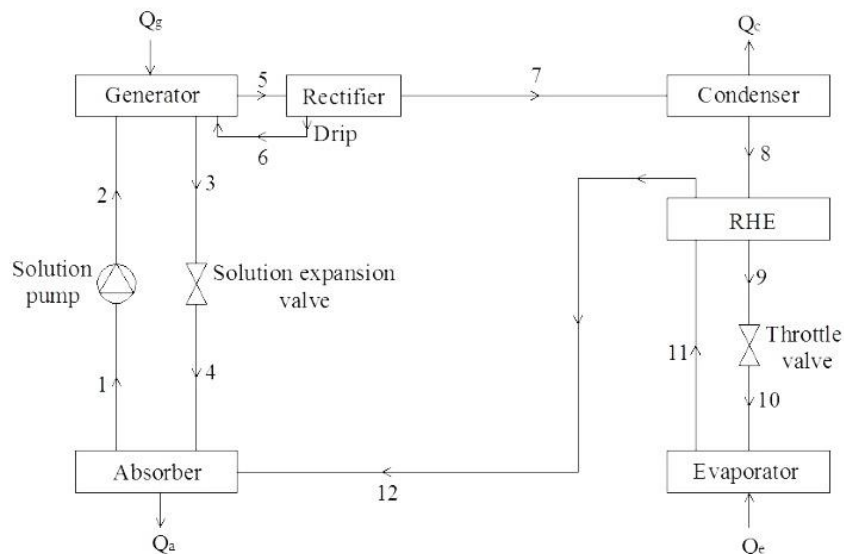 Qg
Qc
Generator
5
Rectifier
7
Condenser
Drip
6
8
2
3
RHE
Solution
pump
Solution expansion
valve
9
Throttle
valve
11
1
4
10
Absorber
12
Evaporator
Qa
Qe